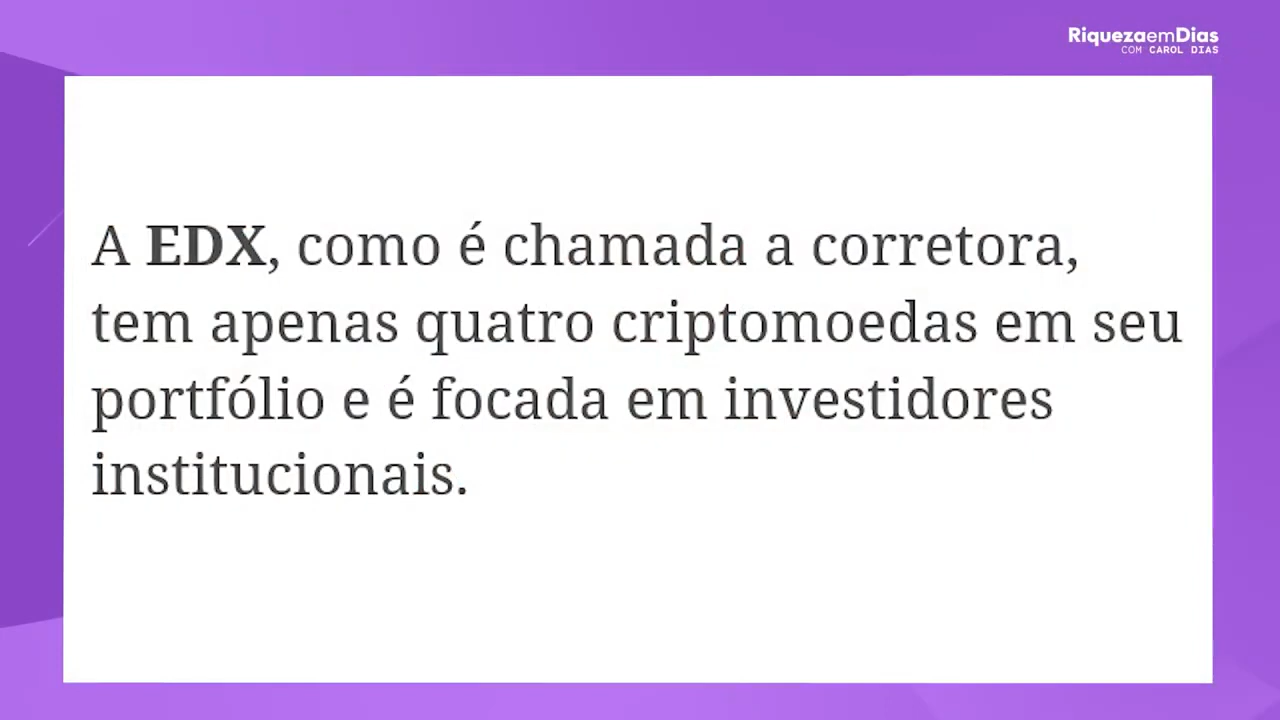 RiquezaemDias
COM CAROL DIAS
A EDX, como é chamada a corretora,
tem apenas quatro criptomoedas em seu
portfólio e é focada em investidores
institucionais.